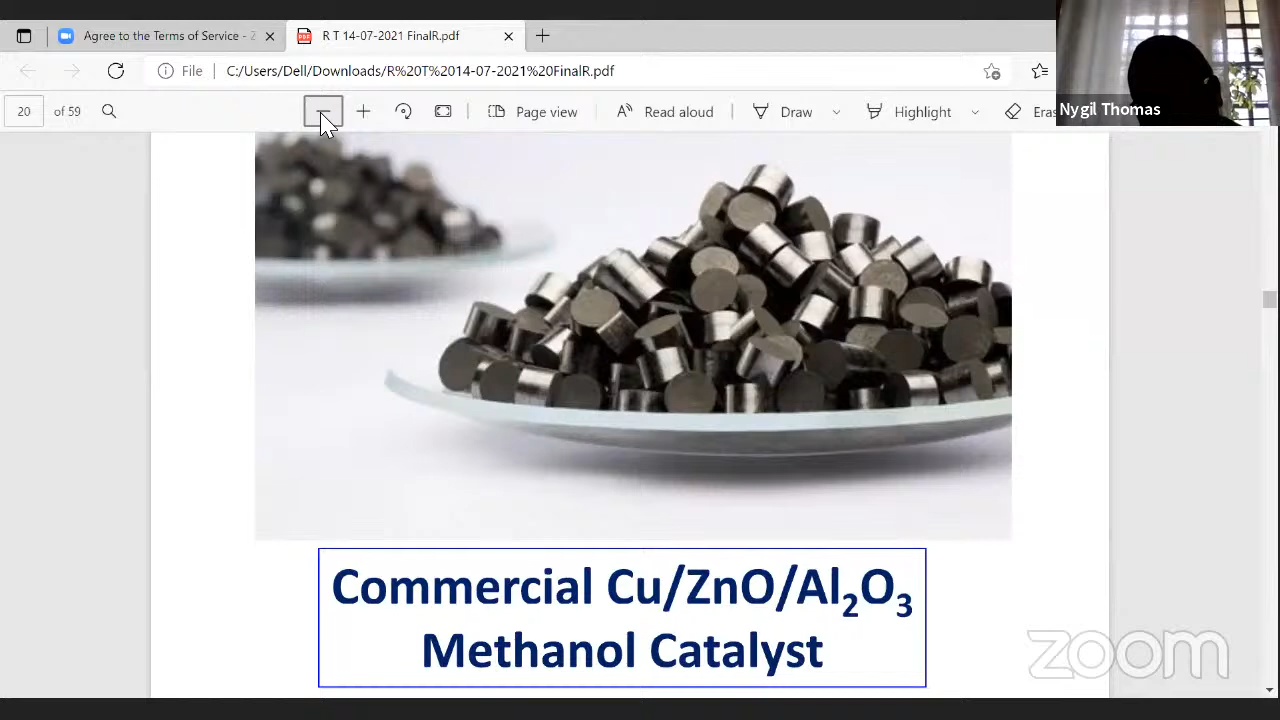 Agree to the Terms of Service - Z
R T 14-07-2021 FinalR.pdf
File
C:/Users/Dell/Downloads/R%20T%2014-07-2021%20FinalR.pdf
20 of 59
Page view
Read aloud
Draw
Highlight
Eras
Nygil Thomas
Commercial Cu/ZnO/Al₂O₃
Methanol Catalyst
zoom